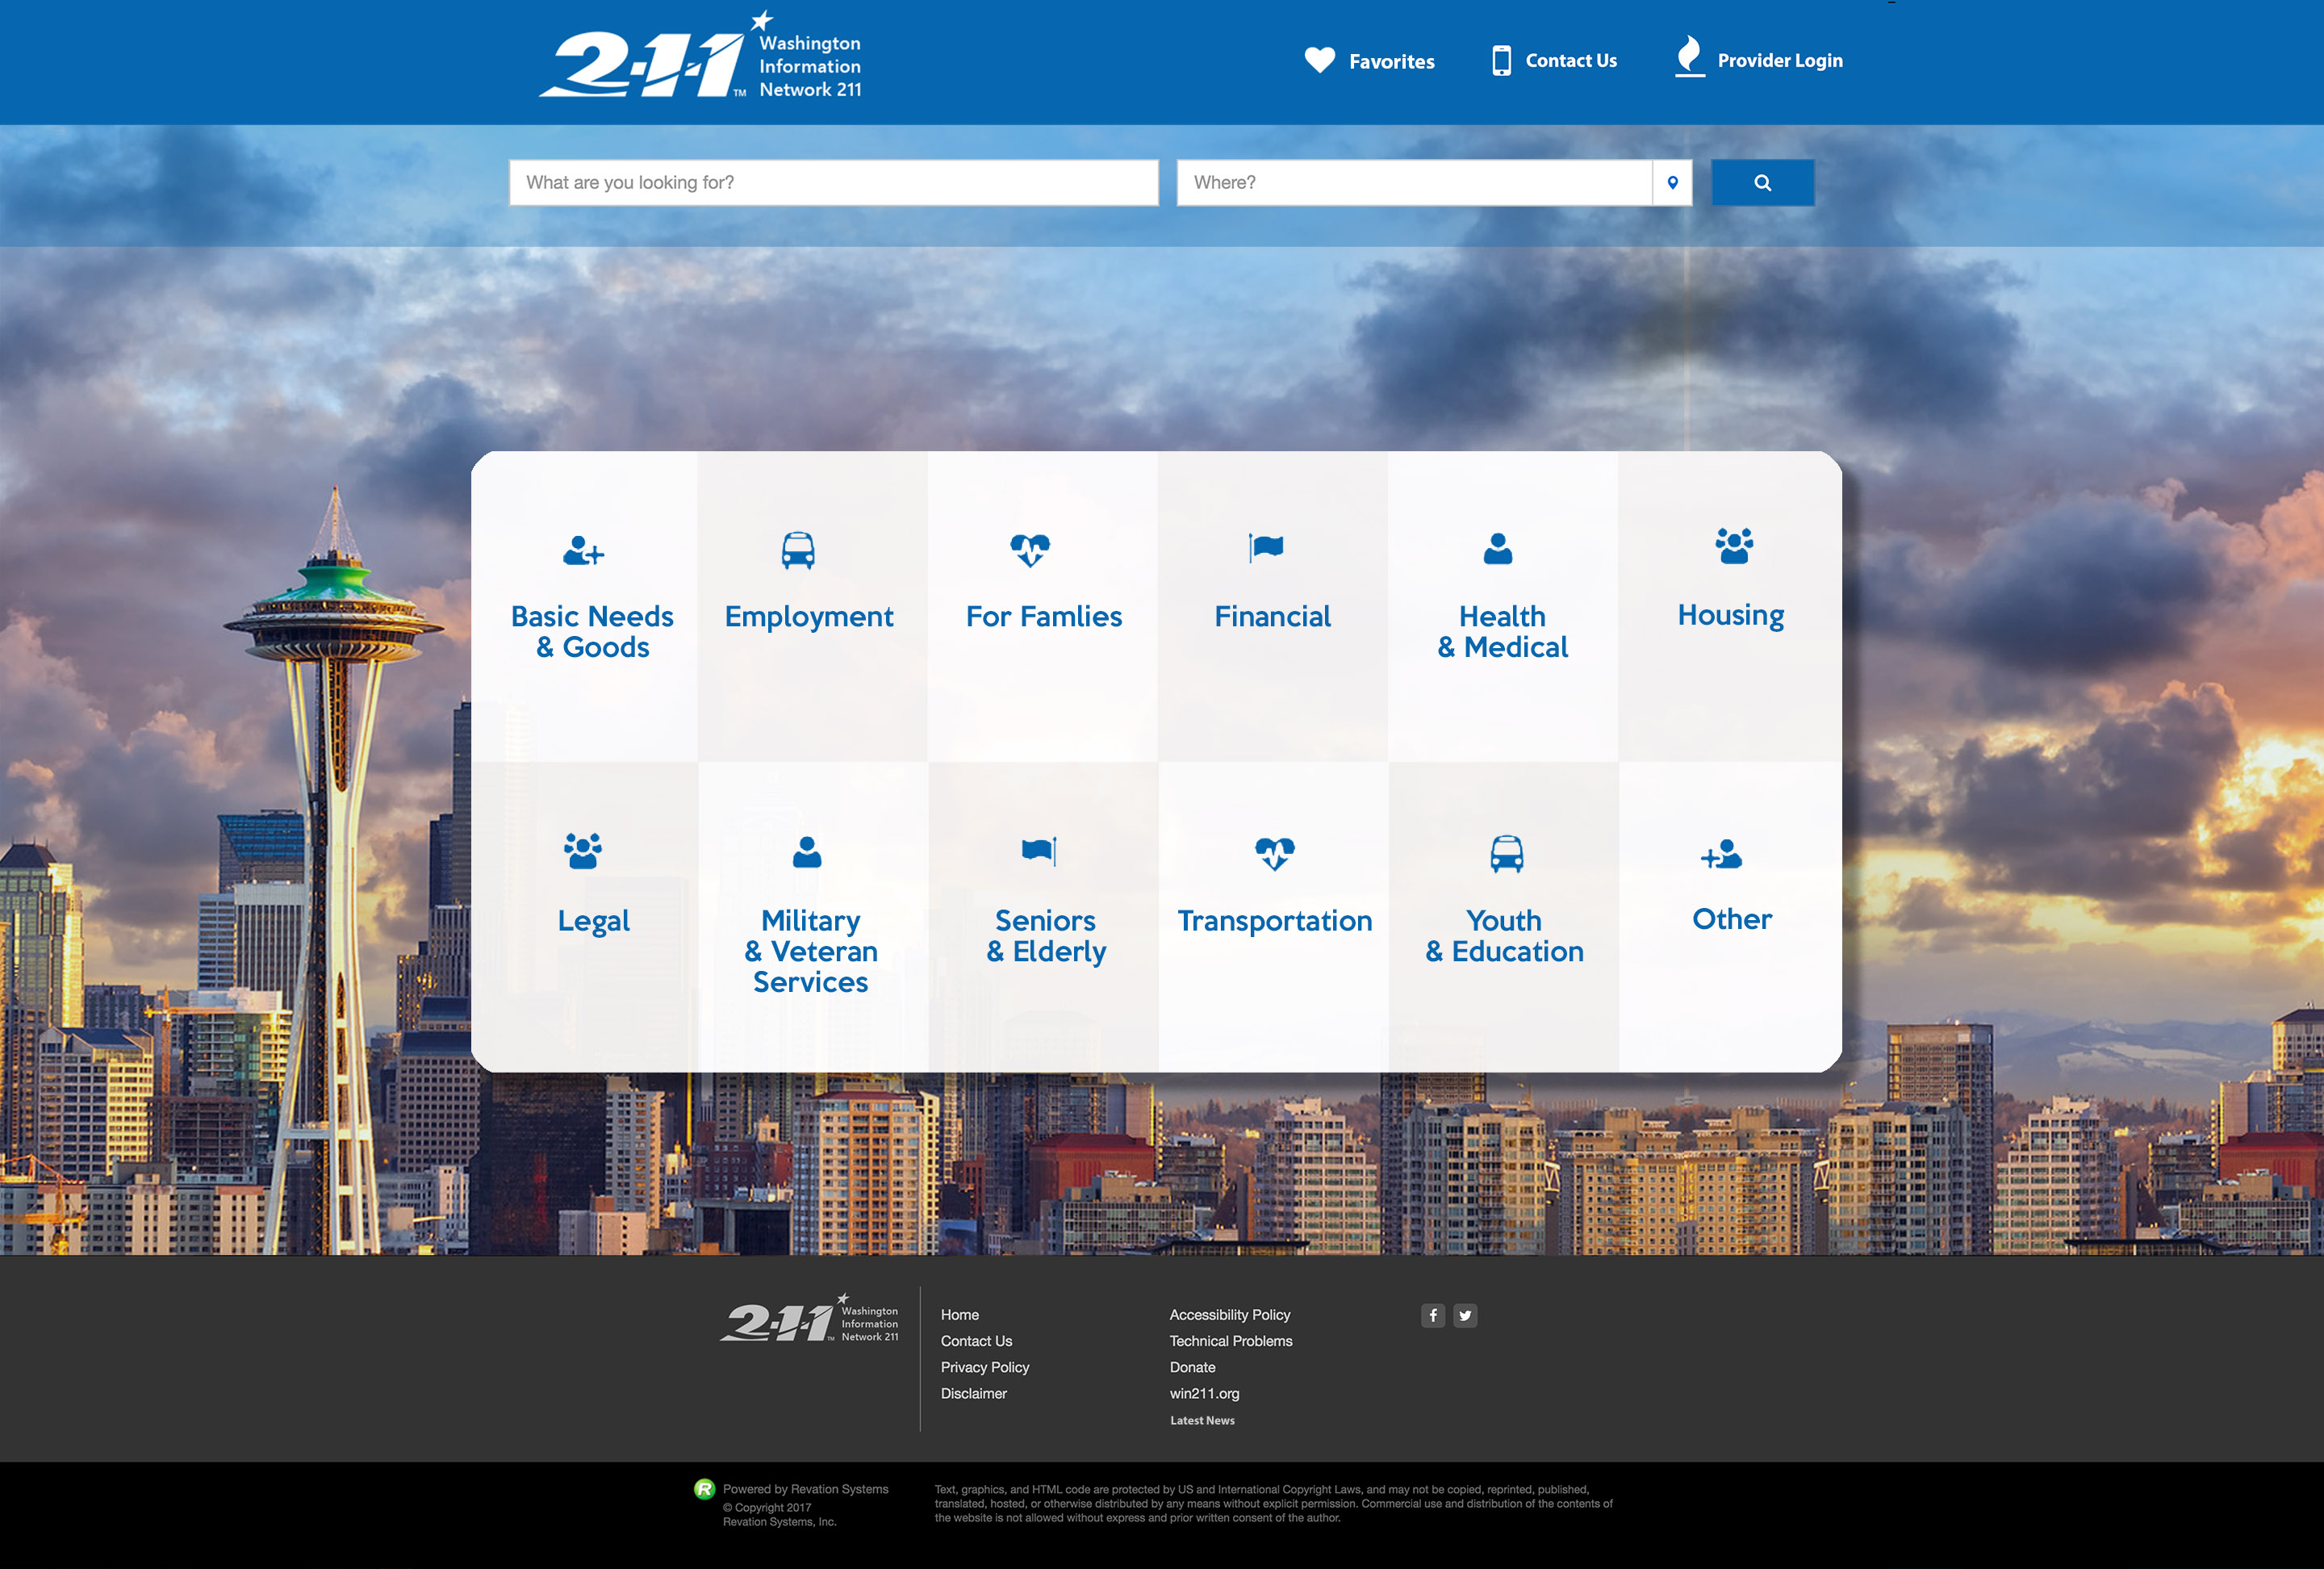 2-1-1 TM
Washington
Information
Network 211
Favorites
Contact Us
Provider Login
What are you looking for?
Where?
Basic Needs
& Goods
Employment
For Famlies
Financial
Health
& Medical
Housing
Legal
Military
& Veteran
Services
Seniors
& Elderly
Transportation
Youth
& Education
Other
2-1-1 TM
Washington
Information
Network 211
Home
Contact Us
Privacy Policy
Disclaimer
Accessibility Policy
Technical Problems
Donate
win211.org
Latest News
R
Powered by Revation Systems
© Copyright 2017
Revation Systems, Inc.
Text, graphics, and HTML code are protected by US and International Copyright Laws, and may not be copied, reprinted, published,
translated, hosted, or otherwise distributed by any means without explicit permission. Commercial use and distribution of the contents of
the website is not allowed without express and prior written consent of the author.